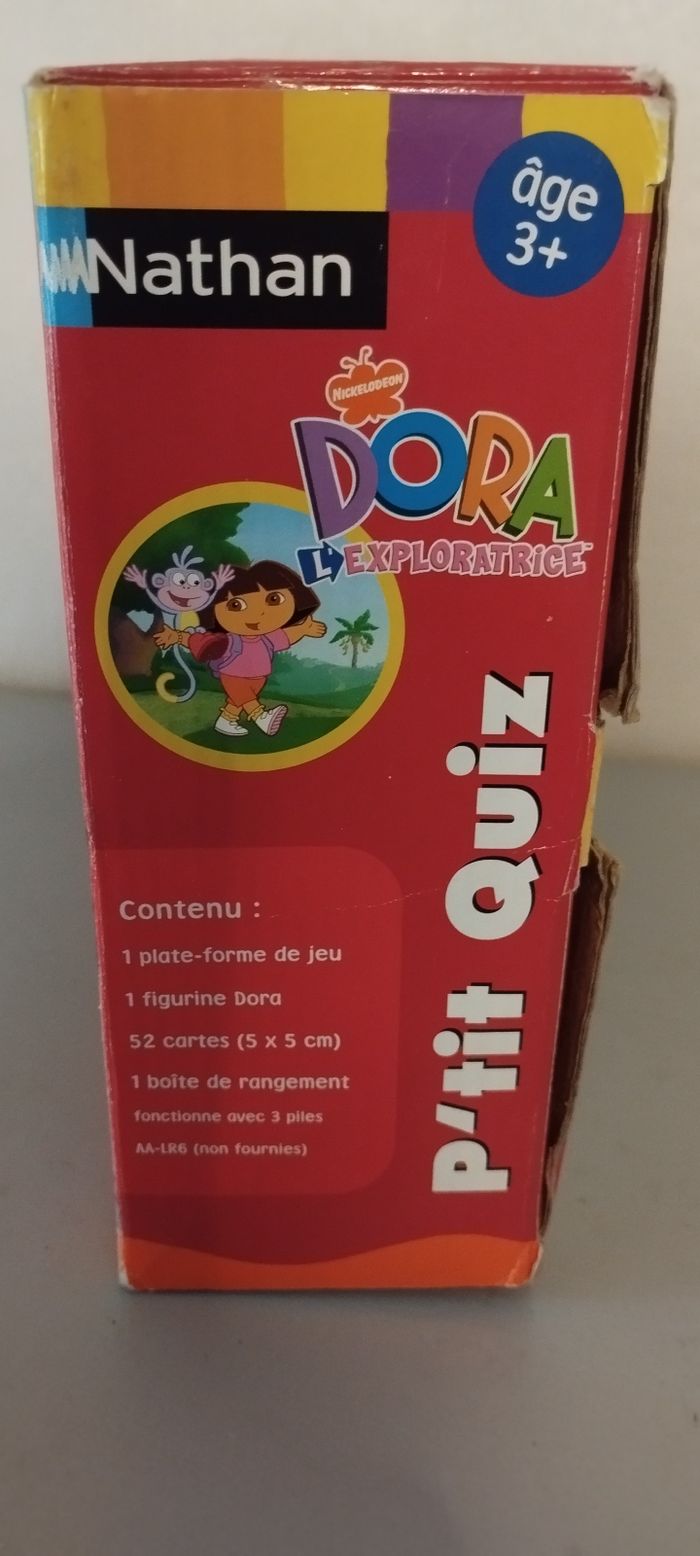 Nathan
âge
3+
NICKELODEON
DORA
L'EXPLORATRICE™
P'tit Quiz
Contenu :
1 plate-forme de jeu
1 figurine Dora
52 cartes (5 x 5 cm)
1 boîte de rangement
fonctionne avec 3 piles
AA-LR6 (non fournies)